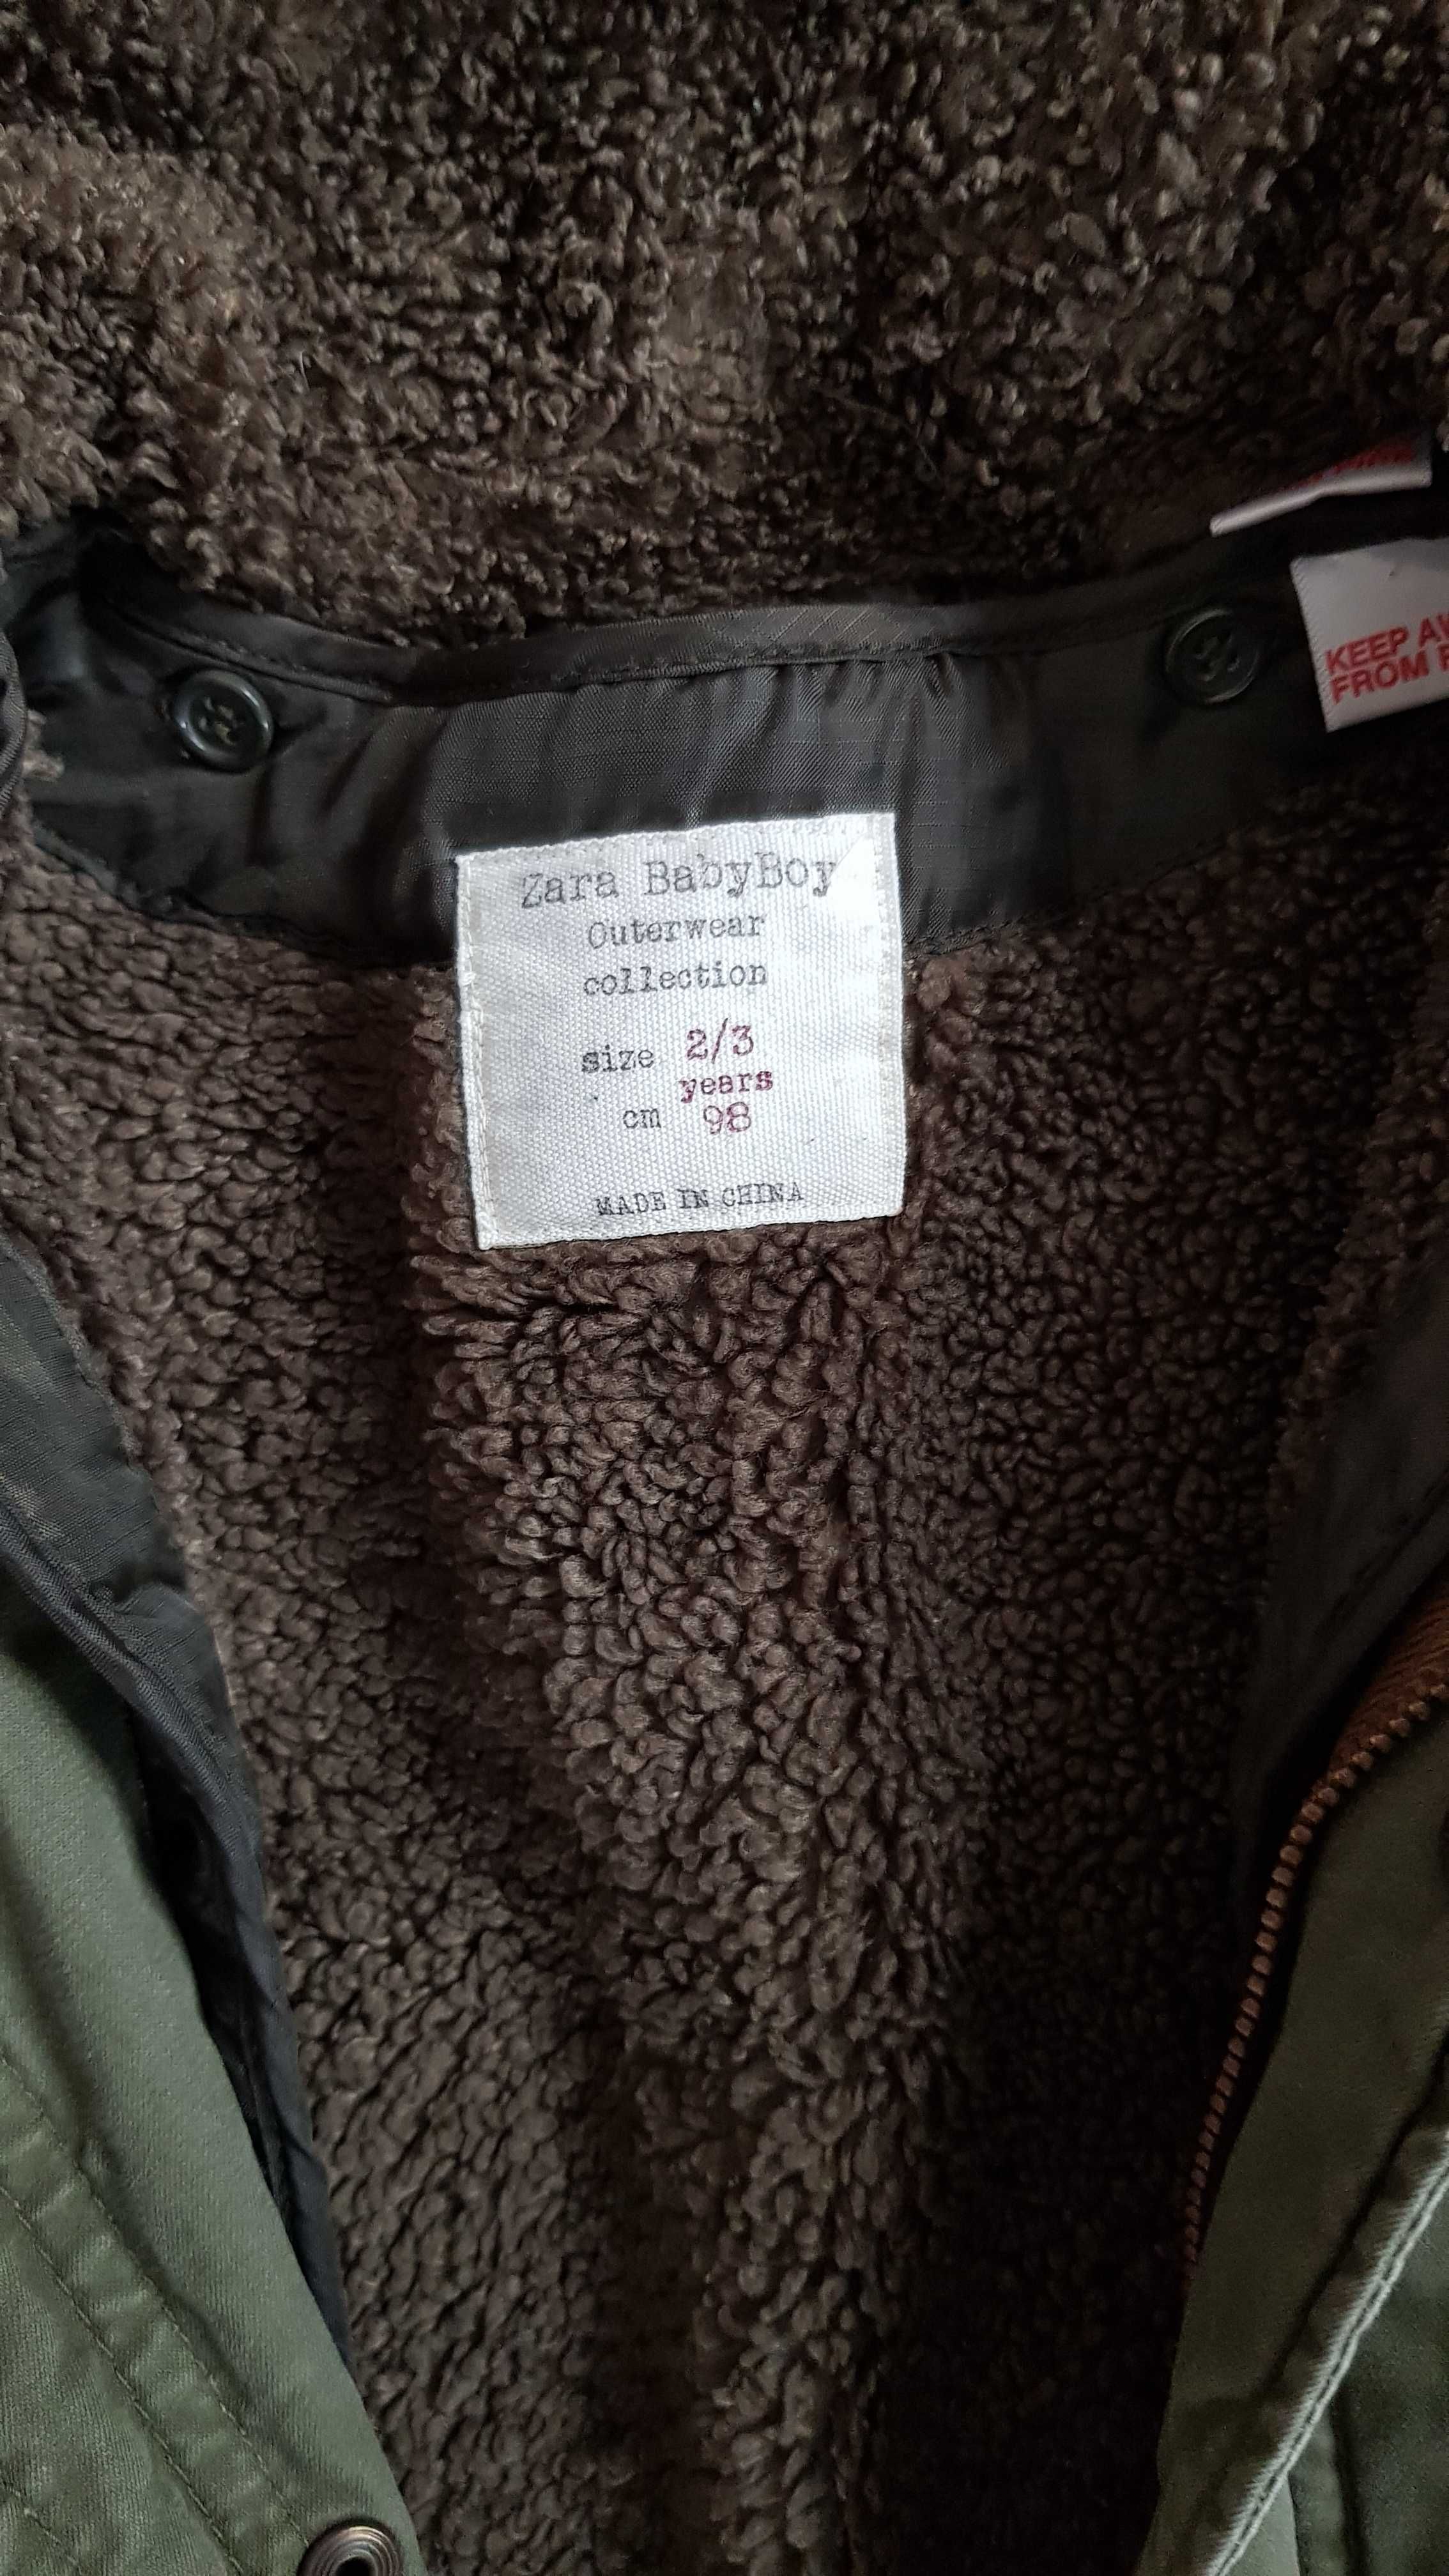 KEEP AW
FROM F
Zara BabyBoy
Outerwear
collection
size 2/3
years
cm 98
MADE IN CHINA